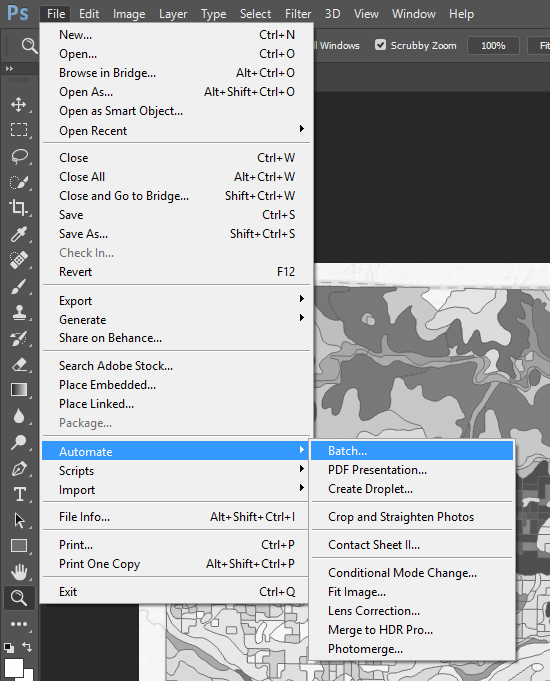 Ps File Edit Image Layer Type Select Filter 3D View Window Help
Windows Scrubby Zoom 100% Fit
New... Ctrl+N
Open... Ctrl+O
Browse in Bridge... Alt+Ctrl+O
Open As... Alt+Shift+Ctrl+O
Open as Smart Object...
Open Recent
Close Ctrl+W
Close All Alt+Ctrl+W
Close and Go to Bridge... Shift+Ctrl+W
Save Ctrl+S
Save As... Shift+Ctrl+S
Check In...
Revert F12
Export
Generate
Share on Behance...
Search Adobe Stock...
Place Embedded...
Place Linked...
Package...
Automate
Scripts
Import
File Info... Alt+Shift+Ctrl+I
Print... Ctrl+P
Print One Copy Alt+Shift+Ctrl+P
Exit Ctrl+Q
Batch...
PDF Presentation...
Create Droplet...
Crop and Straighten Photos
Contact Sheet II...
Conditional Mode Change...
Fit Image...
Lens Correction...
Merge to HDR Pro...
Photomerge...